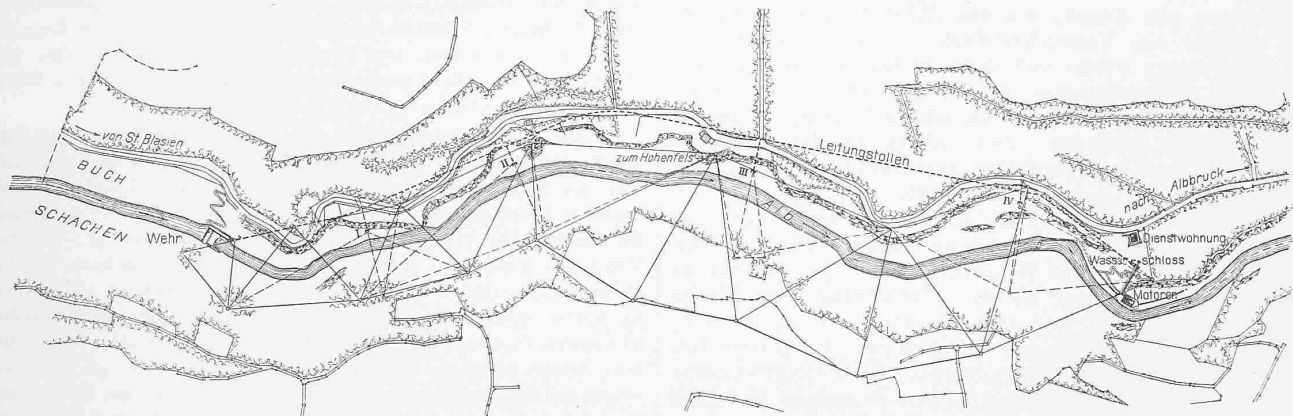 von St. Blasien
BUCH
SCHACHEN
Wehr
I
II
zum Hohenfels
III
Leitungstollen
Alb
IV
nach Albbruck
Dienstwohnung
Wasserschloss
Motoren